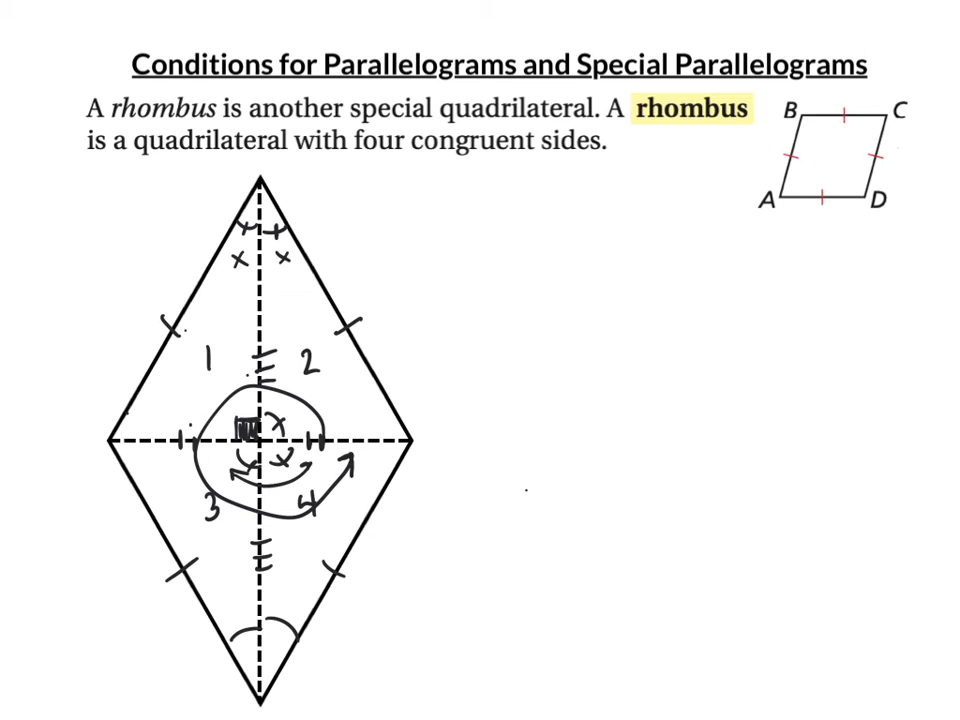 Conditions for Parallelograms and Special Parallelograms
A rhombus is another special quadrilateral. A rhombus
is a quadrilateral with four congruent sides.
B C
A D
x x
1 2
x
x
3 4